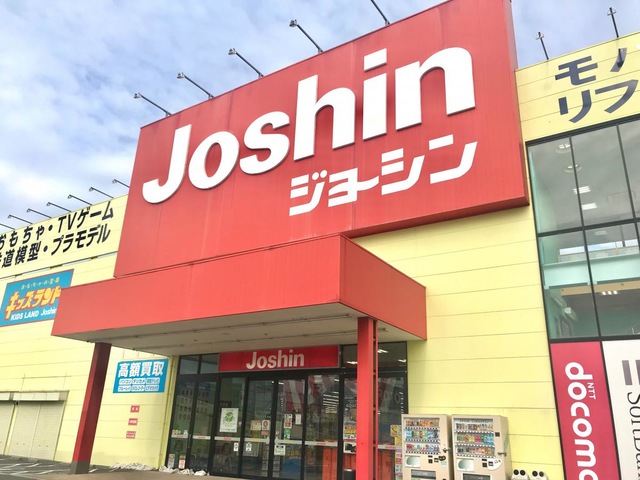 Joshin
ジョーシン
モ
リフ
おもちゃ・TVゲーム
道模型・プラモデル
キッズランド
KIDS LAND Joshin
高額買取
Joshin
NTT
docomo
SoftBan